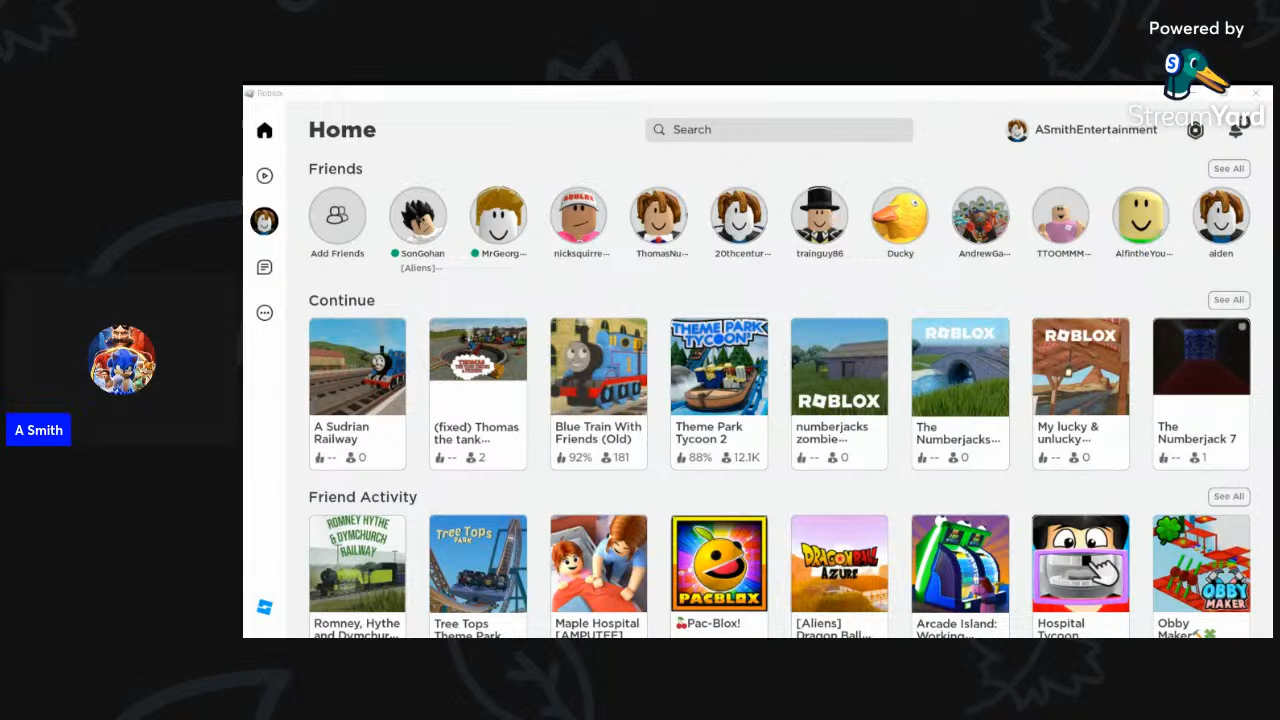 Powered by
StreamYard
Roblox
Home
Search
ASmithEntertainment
Friends
See All
Add Friends
SonGohan
[Aliens]...
MrGeorg...
nicksquirre...
ThomasNu...
20thcentur...
trainguy86
Ducky
AndrewGa...
TTOOMMM...
AlfintheYou...
aiden
Continue
See All
THEME PARK
TYCOON 2
ROBLOX
ROBLOX
ROBLOX
A Sudrian
Railway
-- 0
(fixed) Thomas
the tank...
-- 2
Blue Train With
Friends (Old)
92% 181
Theme Park
Tycoon 2
88% 12.1K
numberjacks
zombie...
-- 0
The
Numberjacks...
-- 0
My lucky &
unlucky...
-- 0
The
Numberjack 7
-- 1
A Smith
Friend Activity
See All
ROMNEY HYTHE
& DYMCHURCH
RAILWAY
Tree Tops
PARK
PACBLOX
DRAGON BALL
AZURE
OBBY
MAKER
Romney, Hythe
and Dymchur...
Tree Tops
Theme Park
Maple Hospital
[AMPUTEE]
Pac-Blox!
[Aliens]
Dragon Ball...
Arcade Island:
Working...
Hospital
Tycoon
Obby
Maker